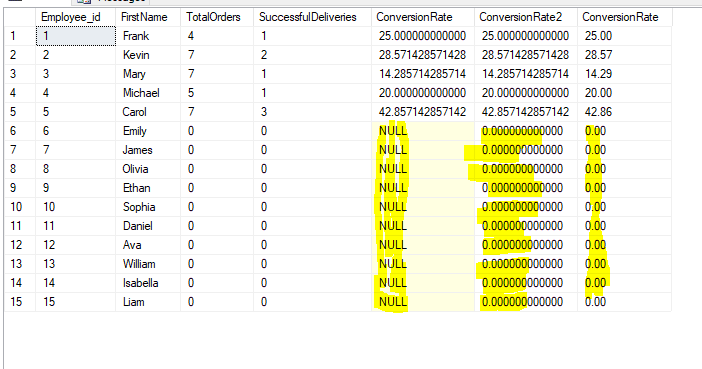 Messages
Employee_id FirstName TotalOrders SuccessfulDeliveries ConversionRate ConversionRate2 ConversionRate
1 1 Frank 4 1 25.000000000000 25.000000000000 25.00
2 2 Kevin 7 2 28.571428571428 28.571428571428 28.57
3 3 Mary 7 1 14.285714285714 14.285714285714 14.29
4 4 Michael 5 1 20.000000000000 20.000000000000 20.00
5 5 Carol 7 3 42.857142857142 42.857142857142 42.86
6 6 Emily 0 0 NULL 0.000000000000 0.00
7 7 James 0 0 NULL 0.000000000000 0.00
8 8 Olivia 0 0 NULL 0.000000000000 0.00
9 9 Ethan 0 0 NULL 0.000000000000 0.00
10 10 Sophia 0 0 NULL 0.000000000000 0.00
11 11 Daniel 0 0 NULL 0.000000000000 0.00
12 12 Ava 0 0 NULL 0.000000000000 0.00
13 13 William 0 0 NULL 0.000000000000 0.00
14 14 Isabella 0 0 NULL 0.000000000000 0.00
15 15 Liam 0 0 NULL 0.000000000000 0.00